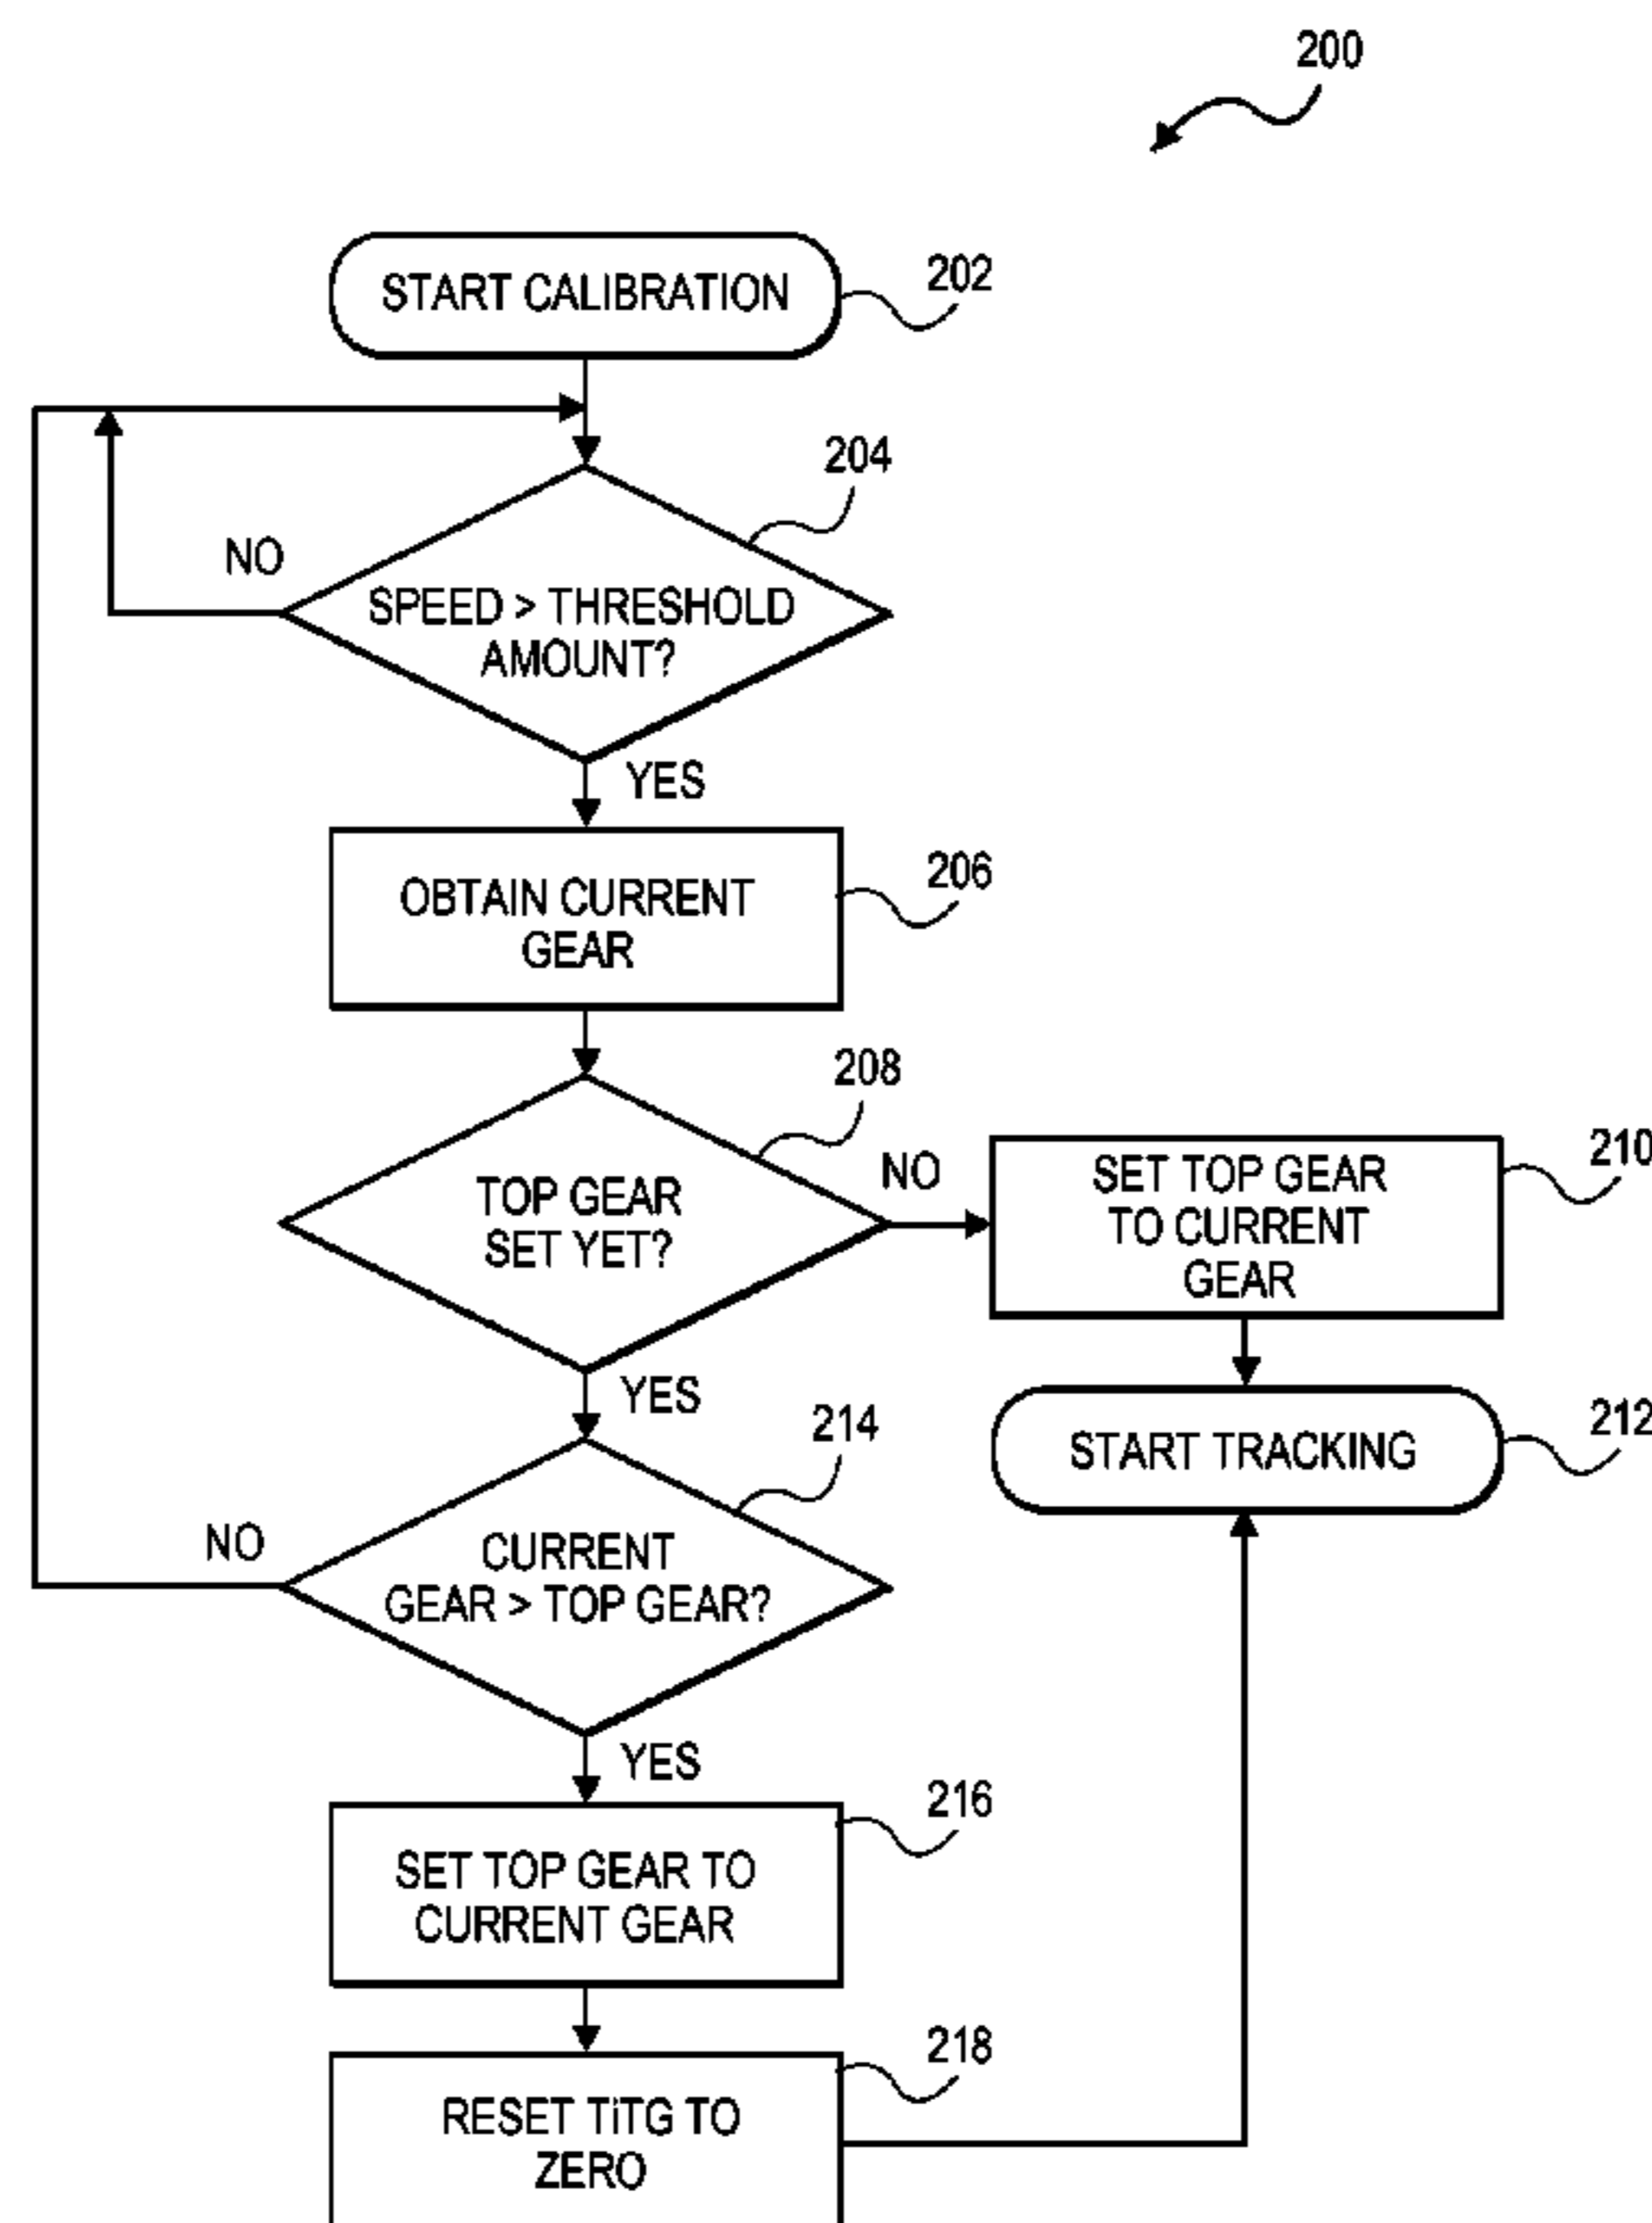 200
START CALIBRATION
202
204
NO
SPEED > THRESHOLD
AMOUNT?
YES
206
OBTAIN CURRENT
GEAR
208
TOP GEAR
SET YET?
NO
210
SET TOP GEAR
TO CURRENT
GEAR
YES
212
START TRACKING
214
NO
CURRENT
GEAR > TOP GEAR?
YES
216
SET TOP GEAR TO
CURRENT GEAR
218
RESET TiTG TO
ZERO